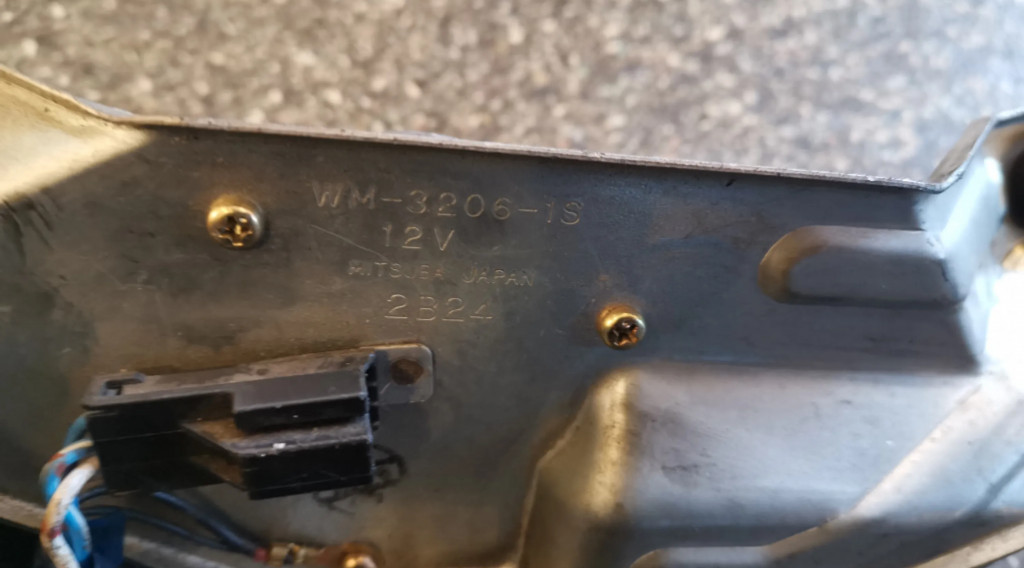 WM-3206-1S
12V
MITSUBA JAPAN
2B24